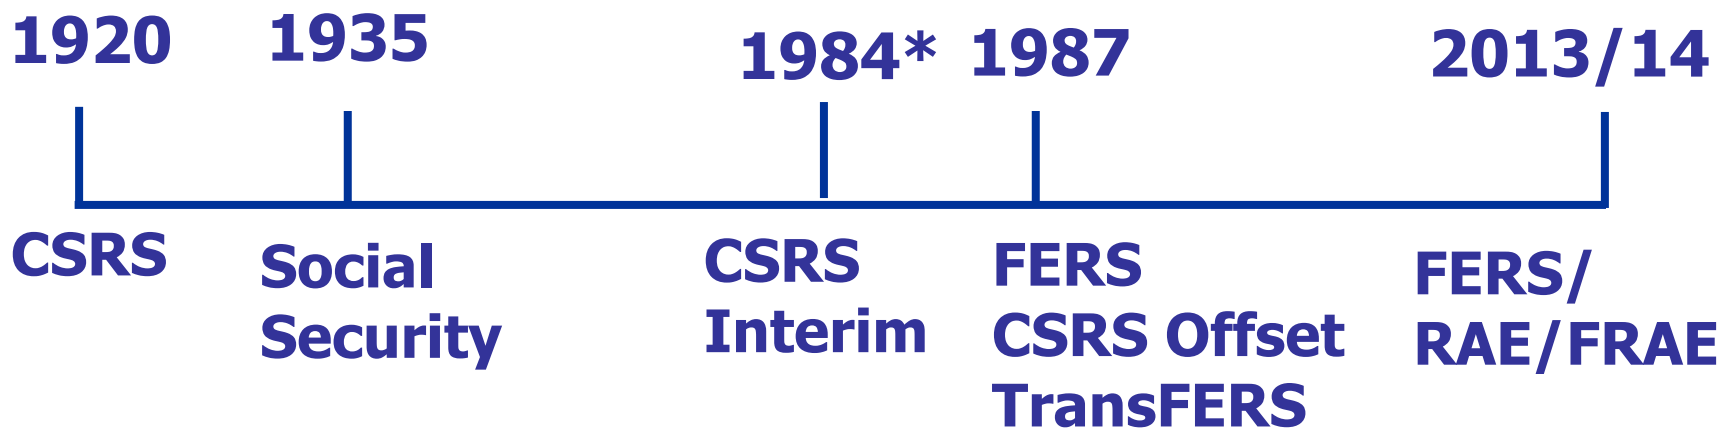 1920
1935
1984*
1987
2013/14
CSRS
Social
Security
CSRS
Interim
FERS
CSRS Offset
TransFERS
FERS/
RAE/FRAE